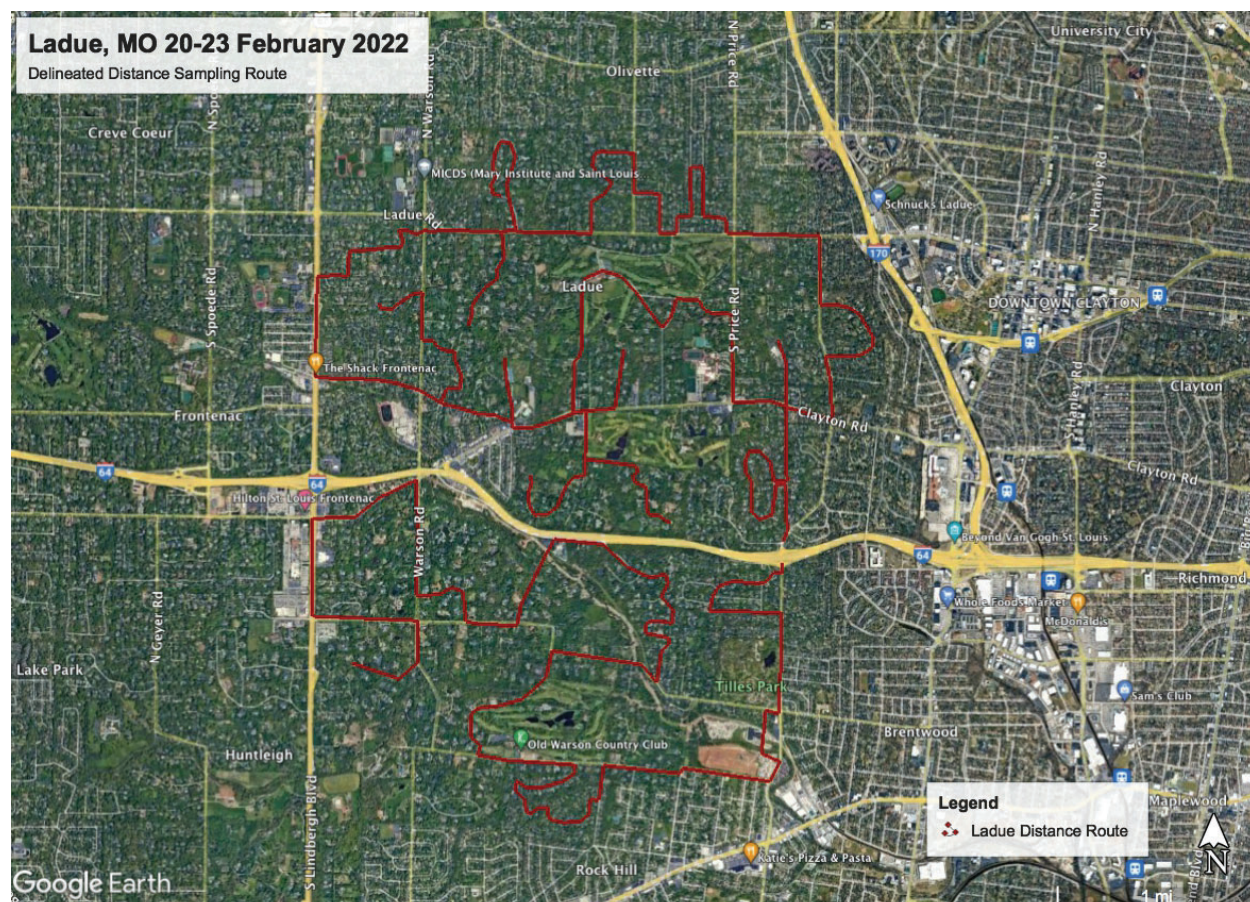 Ladue, MO 20-23 February 2022
Delineated Distance Sampling Route
University City
N Price Rd
Olivette
N Warson Rd
N Spo
Creve Coeur
MICDS (Mary Institute and Saint Louis
N Hanley Rd
Schnucks Ladue
Ladue Rd
170
S Spoede Rd
Ladue
DOWNTOWN CLAYTON
S Price Rd
The Shack Frontenac
Clayton
S Hanley Rd
Frontenac
Clayton Rd
64
64
Clayton Rd
Hilton St. Louis Frontenac
Warson Rd
Beyond Van Gogh St. Louis
64
Richmond
Whole Foods Market
McDonald's
N Geyer Rd
Lake Park
Tilles Park
Sam's Club
Old Warson Country Club
Brentwood
Huntleigh
S Lindbergh Blvd
Legend
Ladue Distance Route
Maplewood
Katie's Pizza & Pasta
Rock Hill
N
Google Earth
1 mi